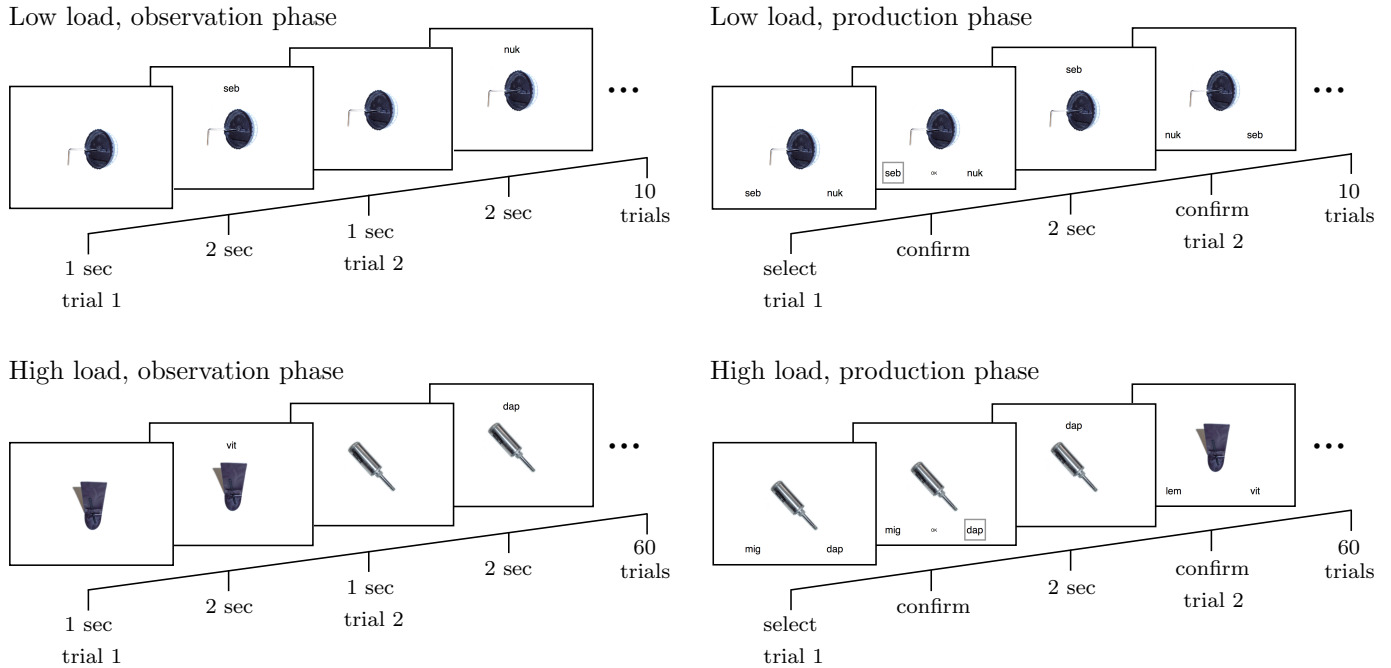 Low load, observation phase
nuk
seb
1 sec
trial 1
2 sec
1 sec
trial 2
2 sec
10
trials
Low load, production phase
seb
seb nuk
seb OK nuk
nuk seb
select
trial 1
confirm
2 sec
confirm
trial 2
10
trials
High load, observation phase
dap
vit
1 sec
trial 1
2 sec
1 sec
trial 2
2 sec
60
trials
High load, production phase
dap
mig dap
mig OK dap
lem vit
select
trial 1
confirm
2 sec
confirm
trial 2
60
trials